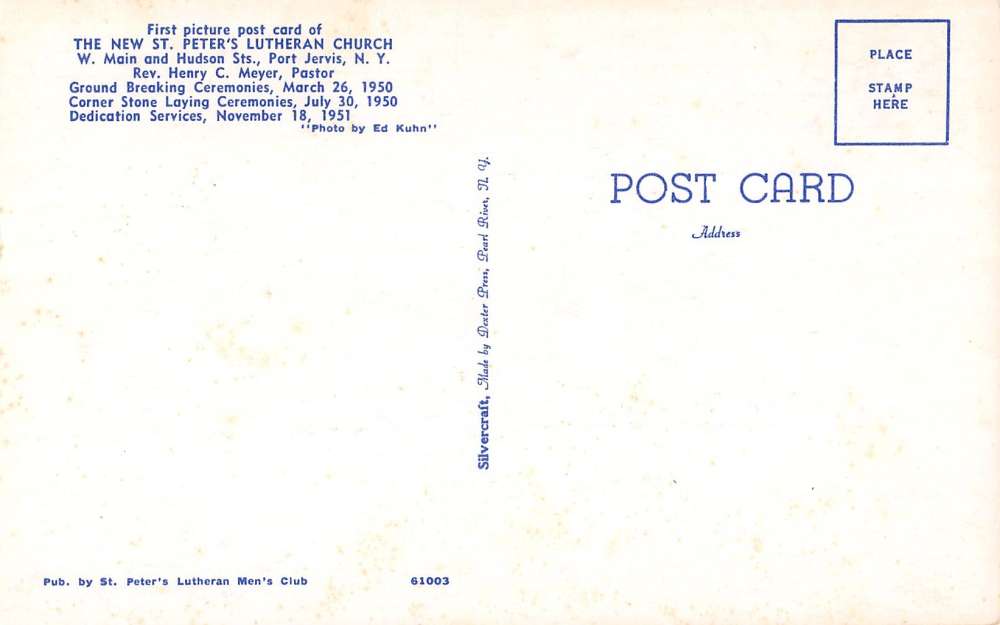 First picture post card of
THE NEW ST. PETER'S LUTHERAN CHURCH
W. Main and Hudson Sts., Port Jervis, N. Y.
Rev. Henry C. Meyer, Pastor
Ground Breaking Ceremonies, March 26, 1950
Corner Stone Laying Ceremonies, July 30, 1950
Dedication Services, November 18, 1951
"Photo by Ed Kuhn"
Silvercraft, Made by Dexter Press, Pearl River, N. Y.
PLACE
STAMP
HERE
POST CARD
Address
Pub. by St. Peter's Lutheran Men's Club
61003